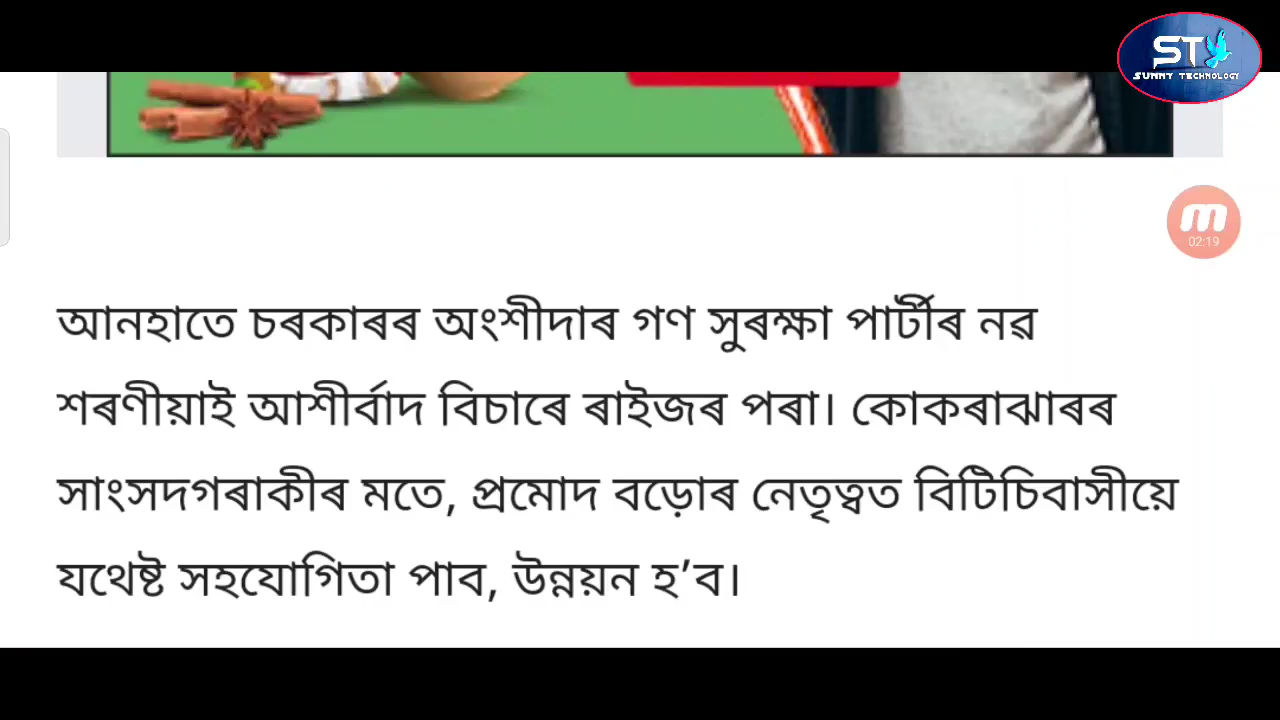 ST
SUNNY TECHNOLOGY
02:19
আনহাতে চৰকাৰৰ অংশীদাৰ গণ সুৰক্ষা পাৰ্টীৰ নৱ
শৰণীয়াই আশীৰ্বাদ বিচাৰে ৰাইজৰ পৰা। কোকৰাঝাৰৰ
সাংসদগৰাকীৰ মতে, প্ৰমোদ বড়োৰ নেতৃত্বত বিটিচিবাসীয়ে
যথেষ্ট সহযোগিতা পাব, উন্নয়ন হ’ব।